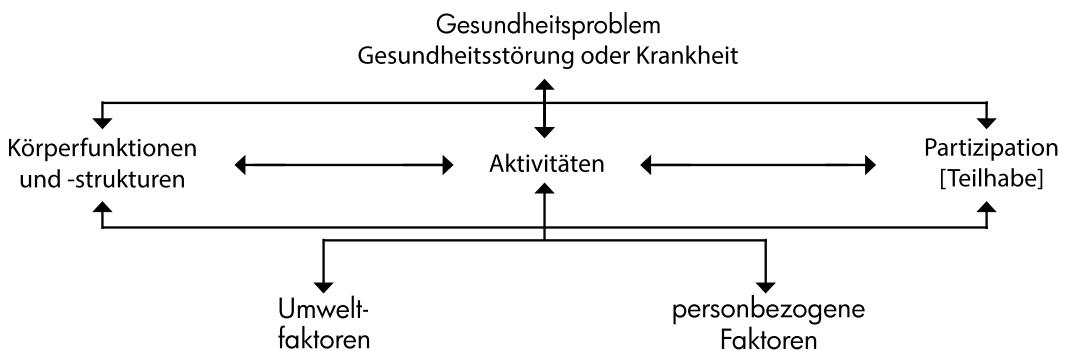 Gesundheitsproblem
Gesundheitsstörung oder Krankheit
Körperfunktionen
und -strukturen
Aktivitäten
Partizipation
[Teilhabe]
Umwelt-
faktoren
personbezogene
Faktoren